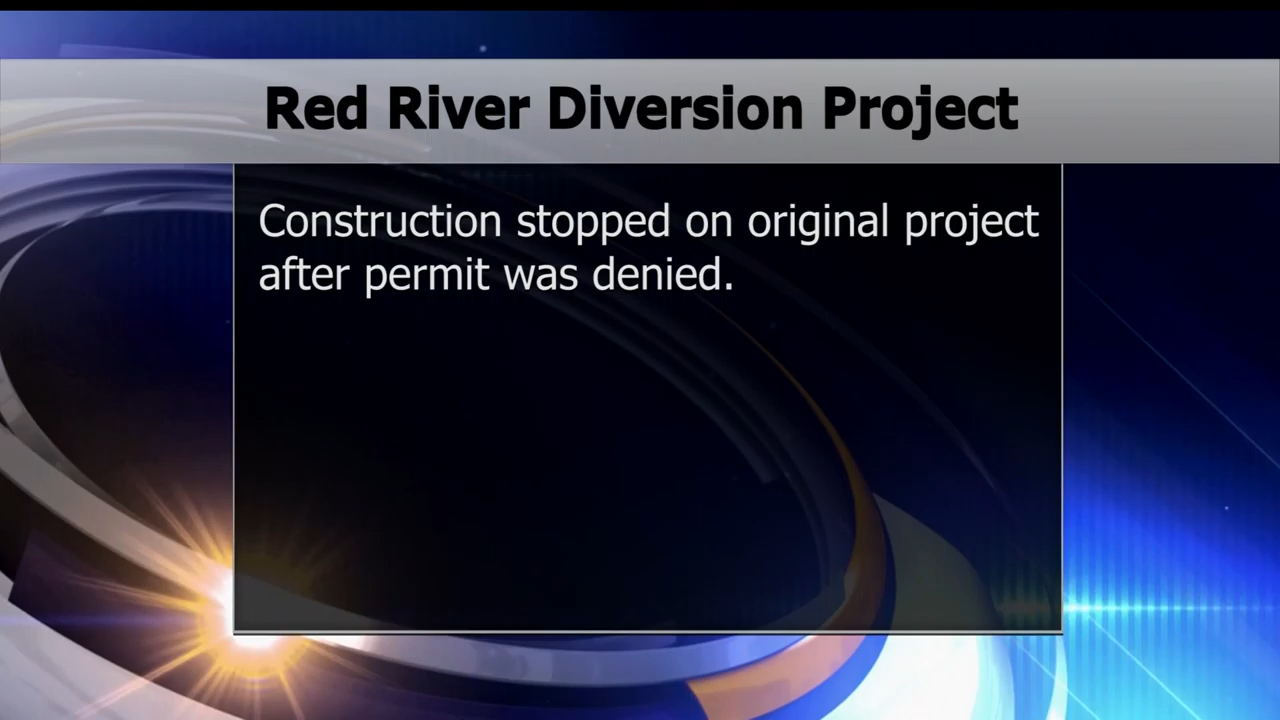 Red River Diversion Project
Construction stopped on original project
after permit was denied.